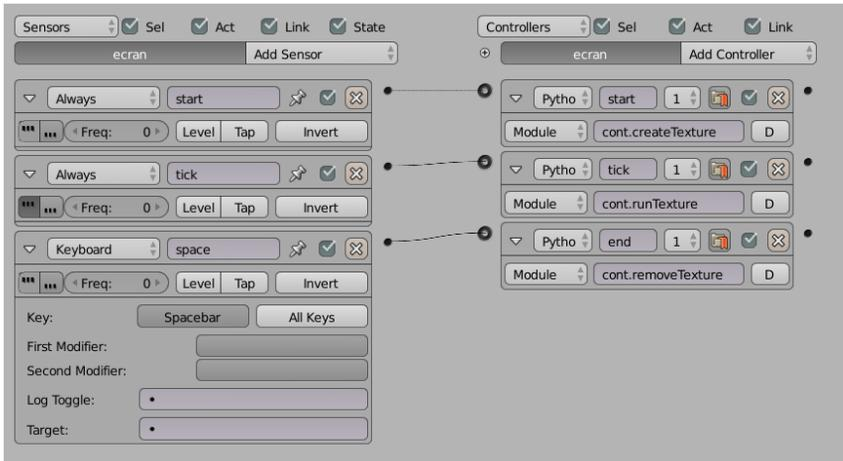 Sensors Sel Act Link State
ecran Add Sensor
Always start
Freq: 0 Level Tap Invert
Always tick
Freq: 0 Level Tap Invert
Keyboard space
Freq: 0 Level Tap Invert
Key: Spacebar All Keys
First Modifier:
Second Modifier:
Log Toggle:
Target:
Controllers Sel Act Link
ecran Add Controller
Pytho start 1
Module cont.createTexture D
Pytho tick 1
Module cont.runTexture D
Pytho end 1
Module cont.removeTexture D